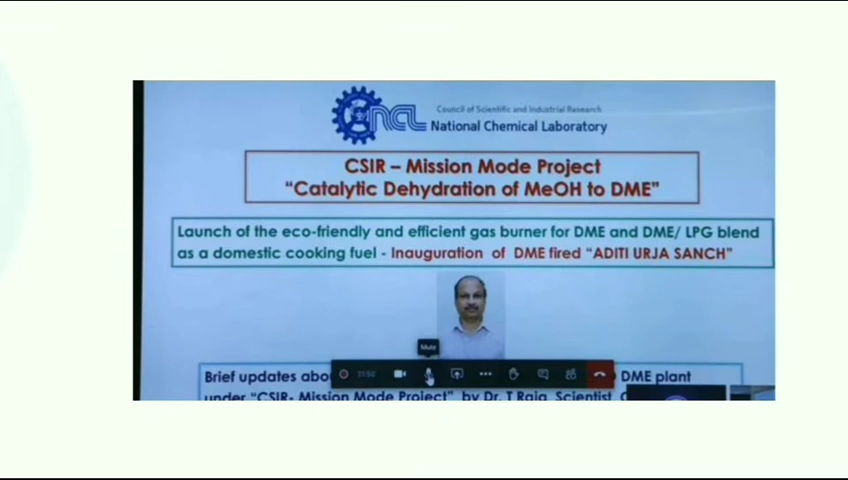 ncl
Council of Scientific and Industrial Research
National Chemical Laboratory
CSIR – Mission Mode Project
“Catalytic Dehydration of MeOH to DME”
Launch of the eco-friendly and efficient gas burner for DME and DME/ LPG blend
as a domestic cooking fuel - Inauguration of DME fired “ADITI URJA SANCH”
Mute
Brief updates abo
DME plant
under “CSIR- Mission Mode Project” by Dr. T Raja, Scientist,